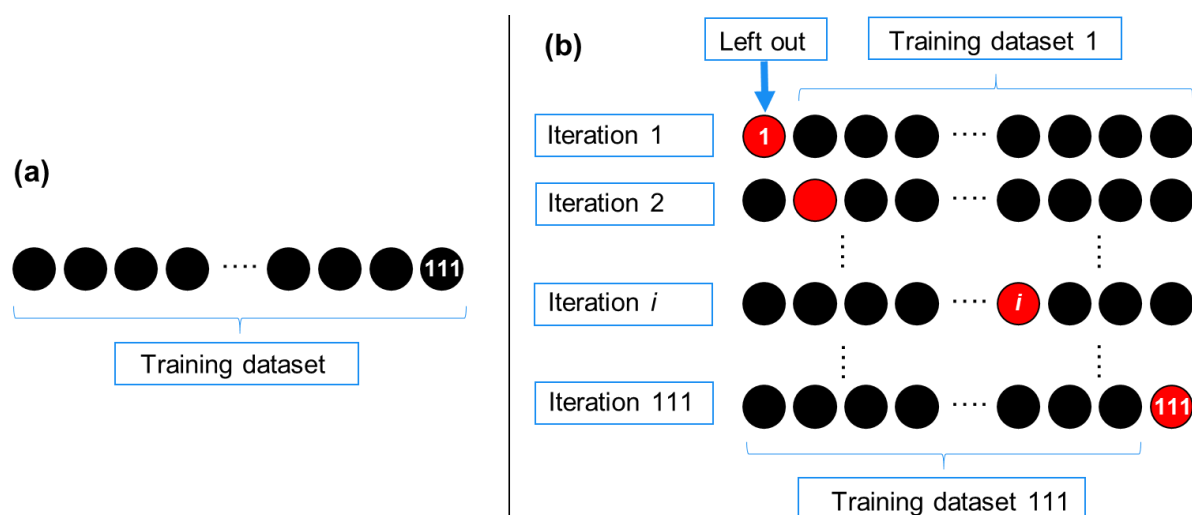 (a)
111
Training dataset
(b)
Left out
Training dataset 1
Iteration 1
1
....
Iteration 2
....
Iteration i
....
i
Iteration 111
....
111
Training dataset 111